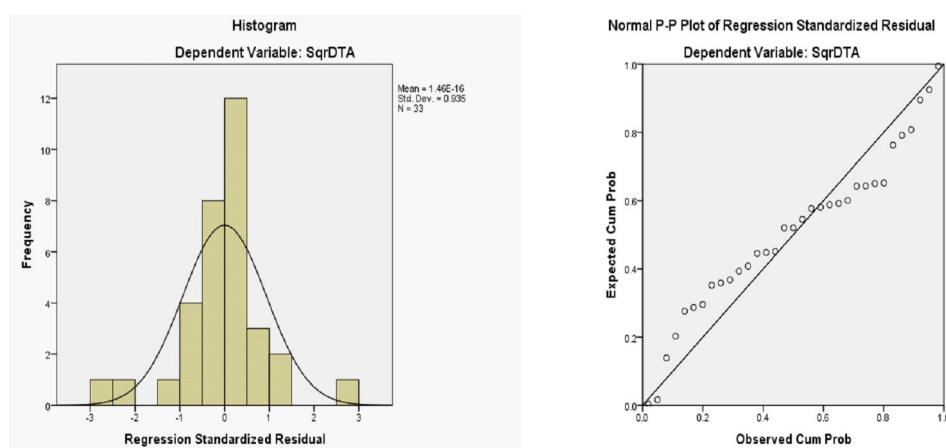 Histogram
Dependent Variable: SqrDTA
Mean = 1.46E-16
Std. Dev. = 0.935
N = 33
Frequency
12
10
8
6
4
2
0
-3 -2 -1 0 1 2 3
Regression Standardized Residual
Normal P-P Plot of Regression Standardized Residual
Dependent Variable: SqrDTA
Expected Cum Prob
1.0
0.8
0.6
0.4
0.2
0.0
0.0 0.2 0.4 0.6 0.8 1.0
Observed Cum Prob